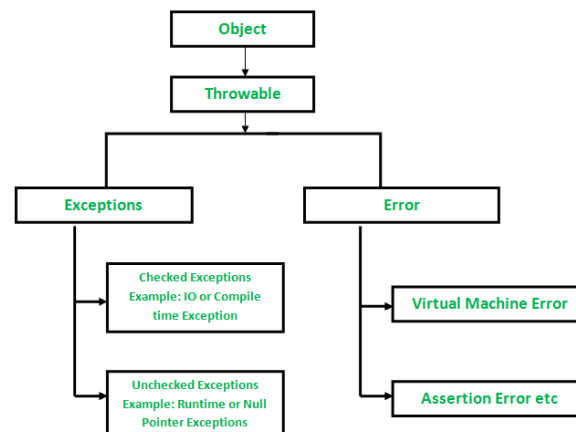 Object
Throwable
Exceptions
Error
Checked Exceptions
Example: IO or Compile
time Exception
Virtual Machine Error
Unchecked Exceptions
Example: Runtime or Null
Pointer Exceptions
Assertion Error etc